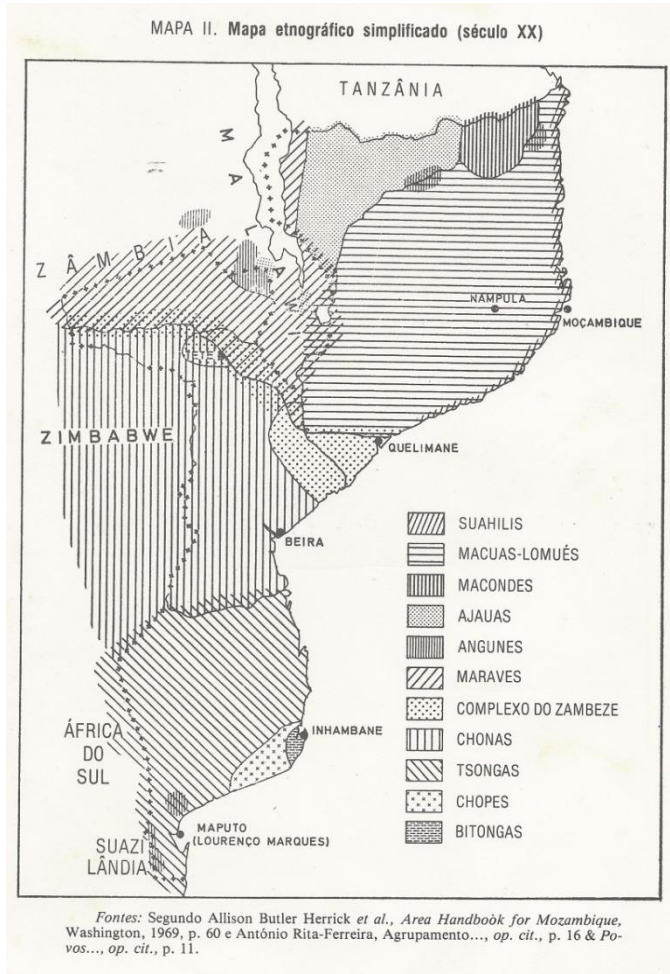 MAPA II. Mapa etnográfico simplificado (século XX)
TANZÂNIA
MALAWI
ZÂMBIA
NAMPULA
MOÇAMBIQUE
TETE
ZIMBABWE
QUELIMANE
BEIRA
SUAHILIS
MACUAS-LOMUÉS
MACONDES
AJAUAS
ANGUNES
MARAVES
COMPLEXO DO ZAMBEZE
CHONAS
TSONGAS
CHOPES
BITONGAS
INHAMBANE
ÁFRICA
DO
SUL
MAPUTO
(LOURENÇO MARQUES)
SUAZI
LÂNDIA
Fontes: Segundo Allison Butler Herrick et al., Area Handbook for Mozambique,
Washington, 1969, p. 60 e António Rita-Ferreira, Agrupamento..., op. cit., p. 16 & Po-
vos..., op. cit., p. 11.